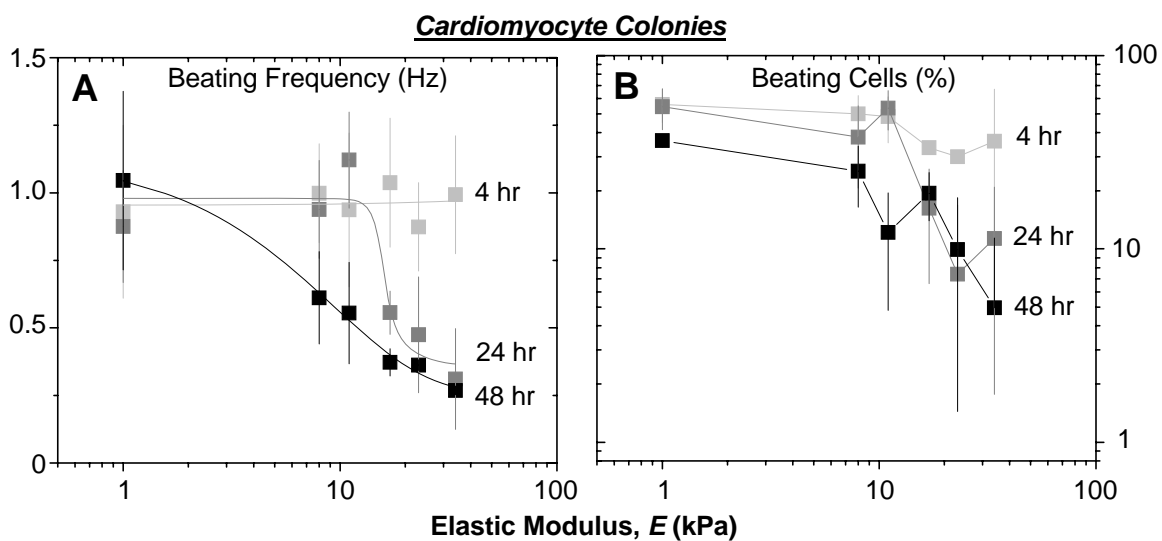 Cardiomyocyte Colonies
A
Beating Frequency (Hz)
1.5
1.0
0.5
0
4 hr
24 hr
48 hr
1
10
100
B
Beating Cells (%)
100
10
1
4 hr
24 hr
48 hr
1
10
100
Elastic Modulus, E (kPa)